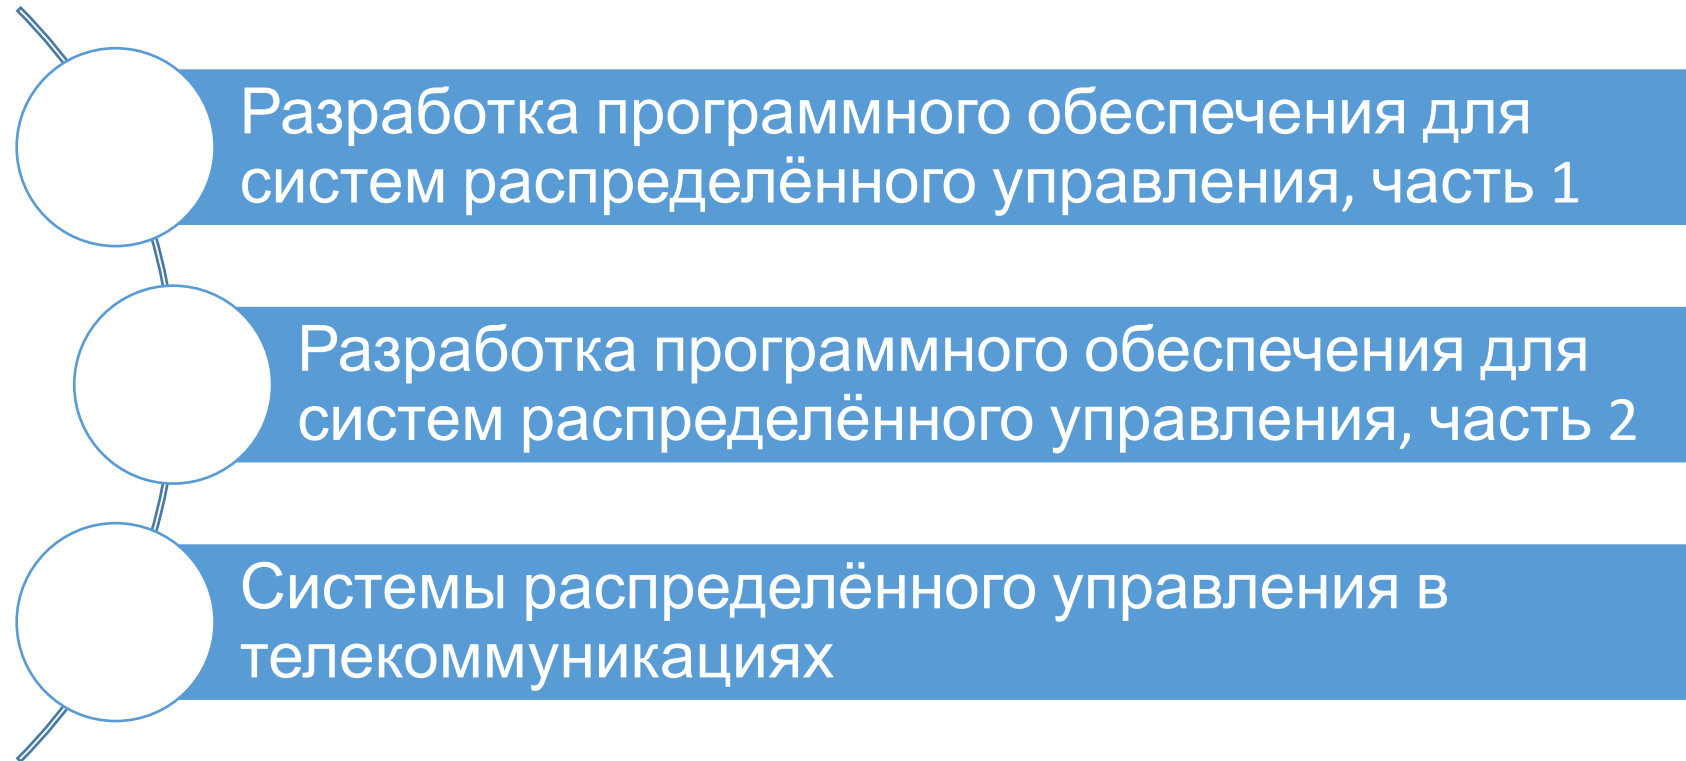 Разработка программного обеспечения для
систем распределённого управления, часть 1
Разработка программного обеспечения для
систем распределённого управления, часть 2
Системы распределённого управления в
телекоммуникациях